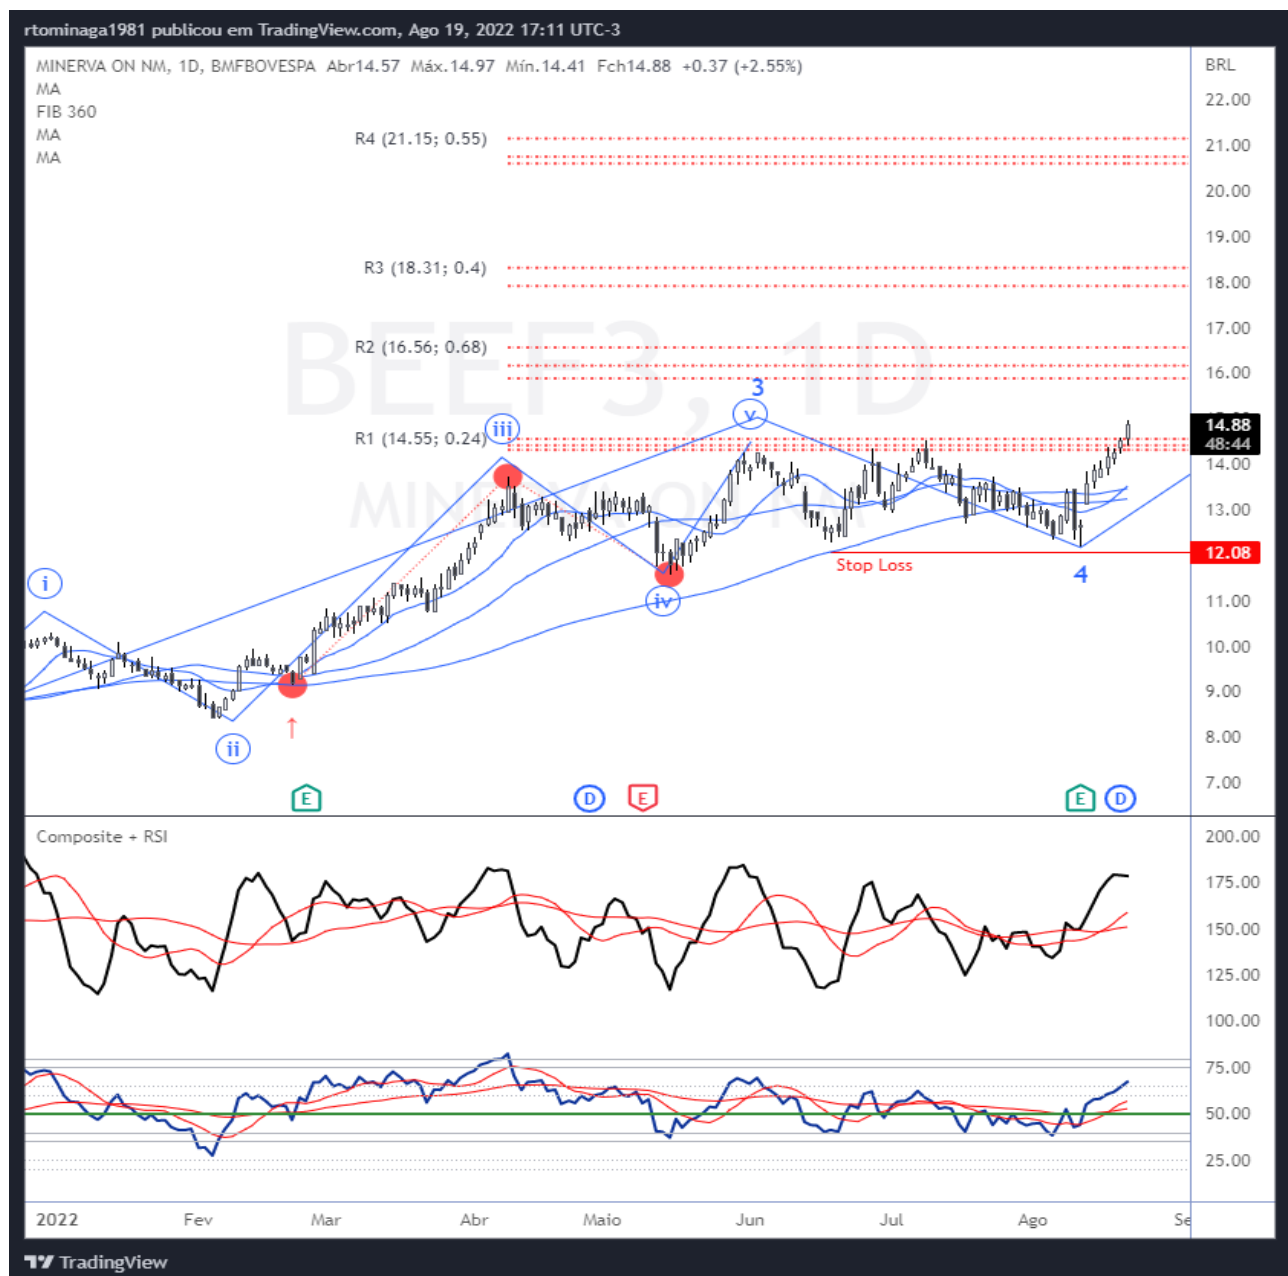 rtominaga1981 publicou em TradingView.com, Ago 19, 2022 17:11 UTC-3
MINERVA ON NM, 1D, BMFBOVESPA Abr14.57 Máx.14.97 Mín.14.41 Fch14.88 +0.37 (+2.55%)
BRL
MA
FIB 360
MA
MA
22.00
R4 (21.15; 0.55)
21.00
20.00
19.00
R3 (18.31; 0.4)
18.00
17.00
BEEF3, 1D
R2 (16.56; 0.68)
16.00
3
v
14.88
iii
R1 (14.55; 0.24)
48:44
14.00
MINERVA ON NM
13.00
12.08
Stop Loss
4
i
iv
11.00
10.00
9.00
ii
8.00
7.00
E
D
E
E
D
Composite + RSI
200.00
175.00
150.00
125.00
100.00
75.00
50.00
25.00
2022 Fev Mar Abr Maio Jun Jul Ago
TradingView